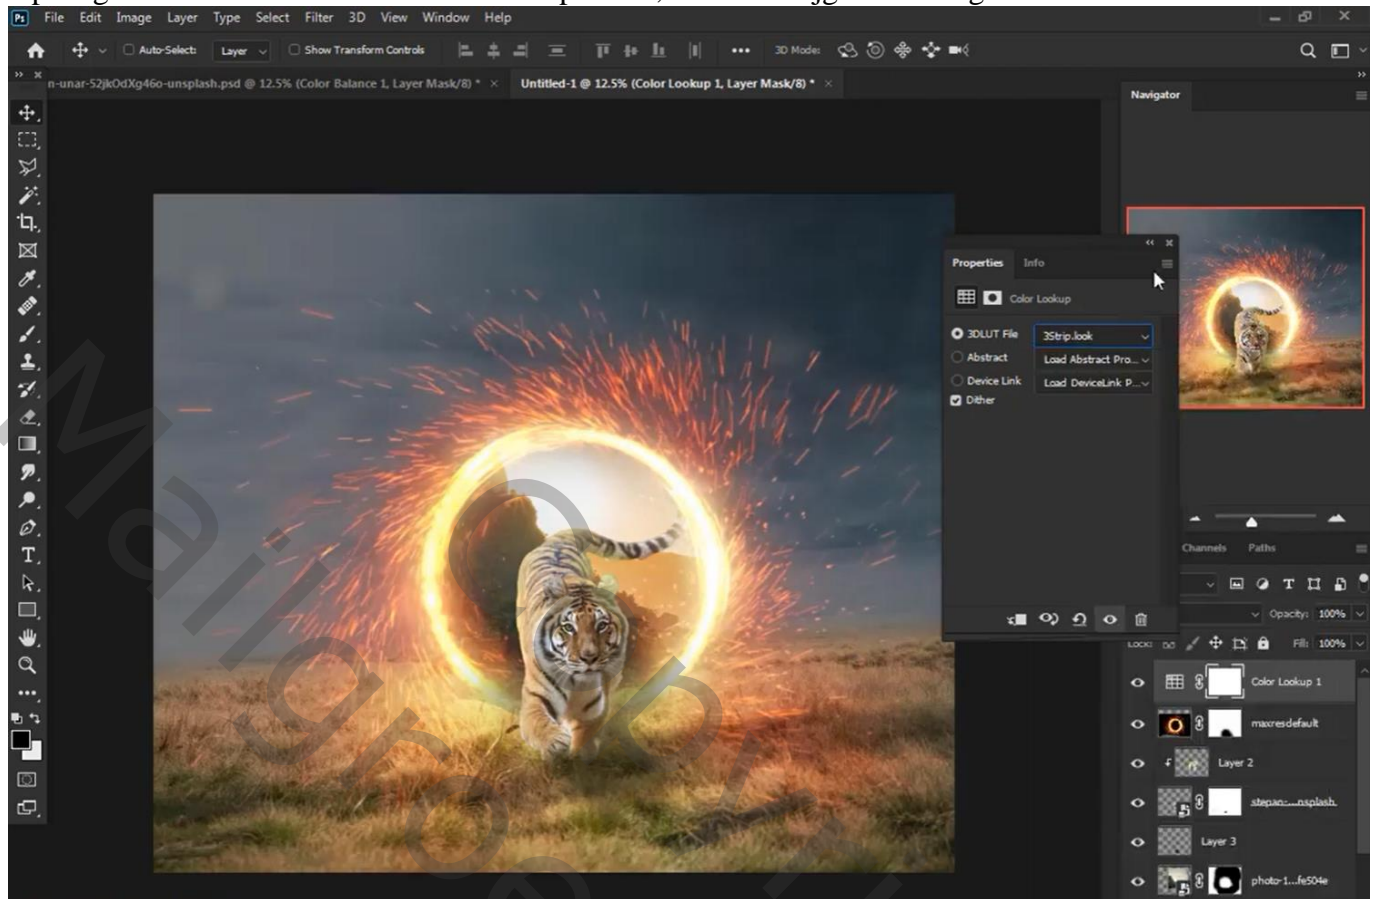 Ps File Edit Image Layer Type Select Filter 3D View Window Help
Auto-Select: Layer Show Transform Controls 3D Mode:
n-unar-52jkOdXg46o-unsplash.psd @ 12.5% (Color Balance 1, Layer Mask/8) * × Untitled-1 @ 12.5% (Color Lookup 1, Layer Mask/8) * ×
Navigator
Properties Info
Color Lookup
3DLUT File 3Strip.look
Abstract Load Abstract Pro...
Device Link Load DeviceLink P...
Dither
Channels Paths
Opacity: 100%
Lock: Fill: 100%
Color Lookup 1
maxresdefault
Layer 2
stepan-...nsplash
Layer 3
photo-1...fe504e